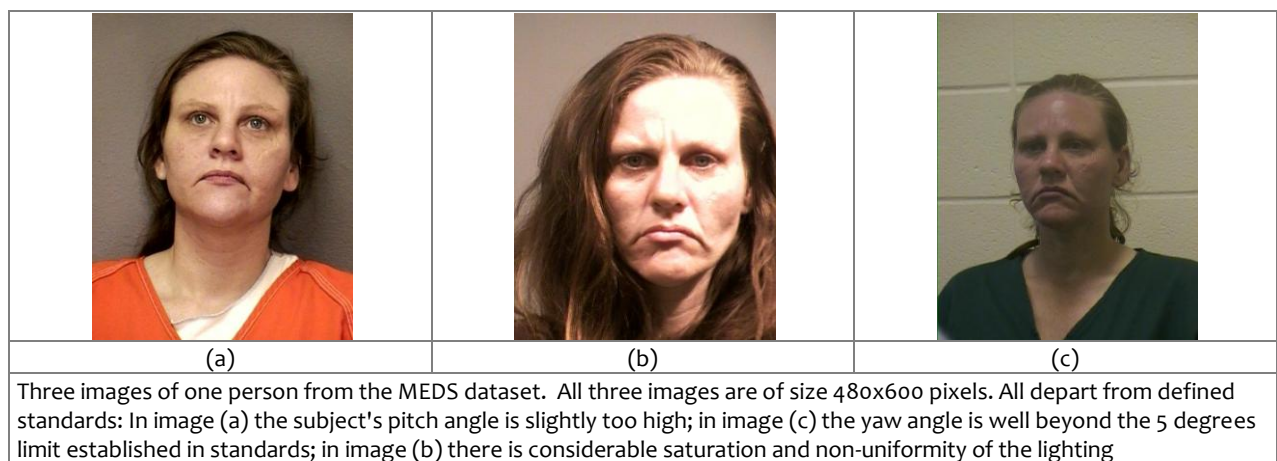 (a) (b) (c)
Three images of one person from the MEDS dataset.  All three images are of size 480x600 pixels. All depart from defined
standards: In image (a) the subject's pitch angle is slightly too high; in image (c) the yaw angle is well beyond the 5 degrees
limit established in standards; in image (b) there is considerable saturation and non-uniformity of the lighting